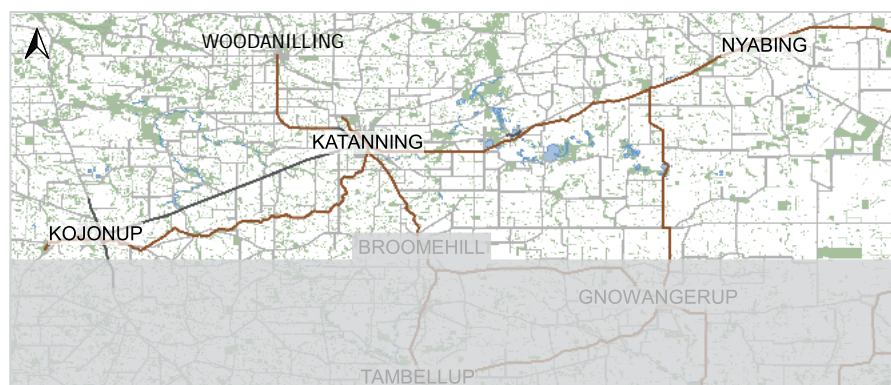 WOODANILLING
NYABING
KATANNING
KOJONUP
BROOMEHILL
GNOWANGERUP
TAMBELLUP